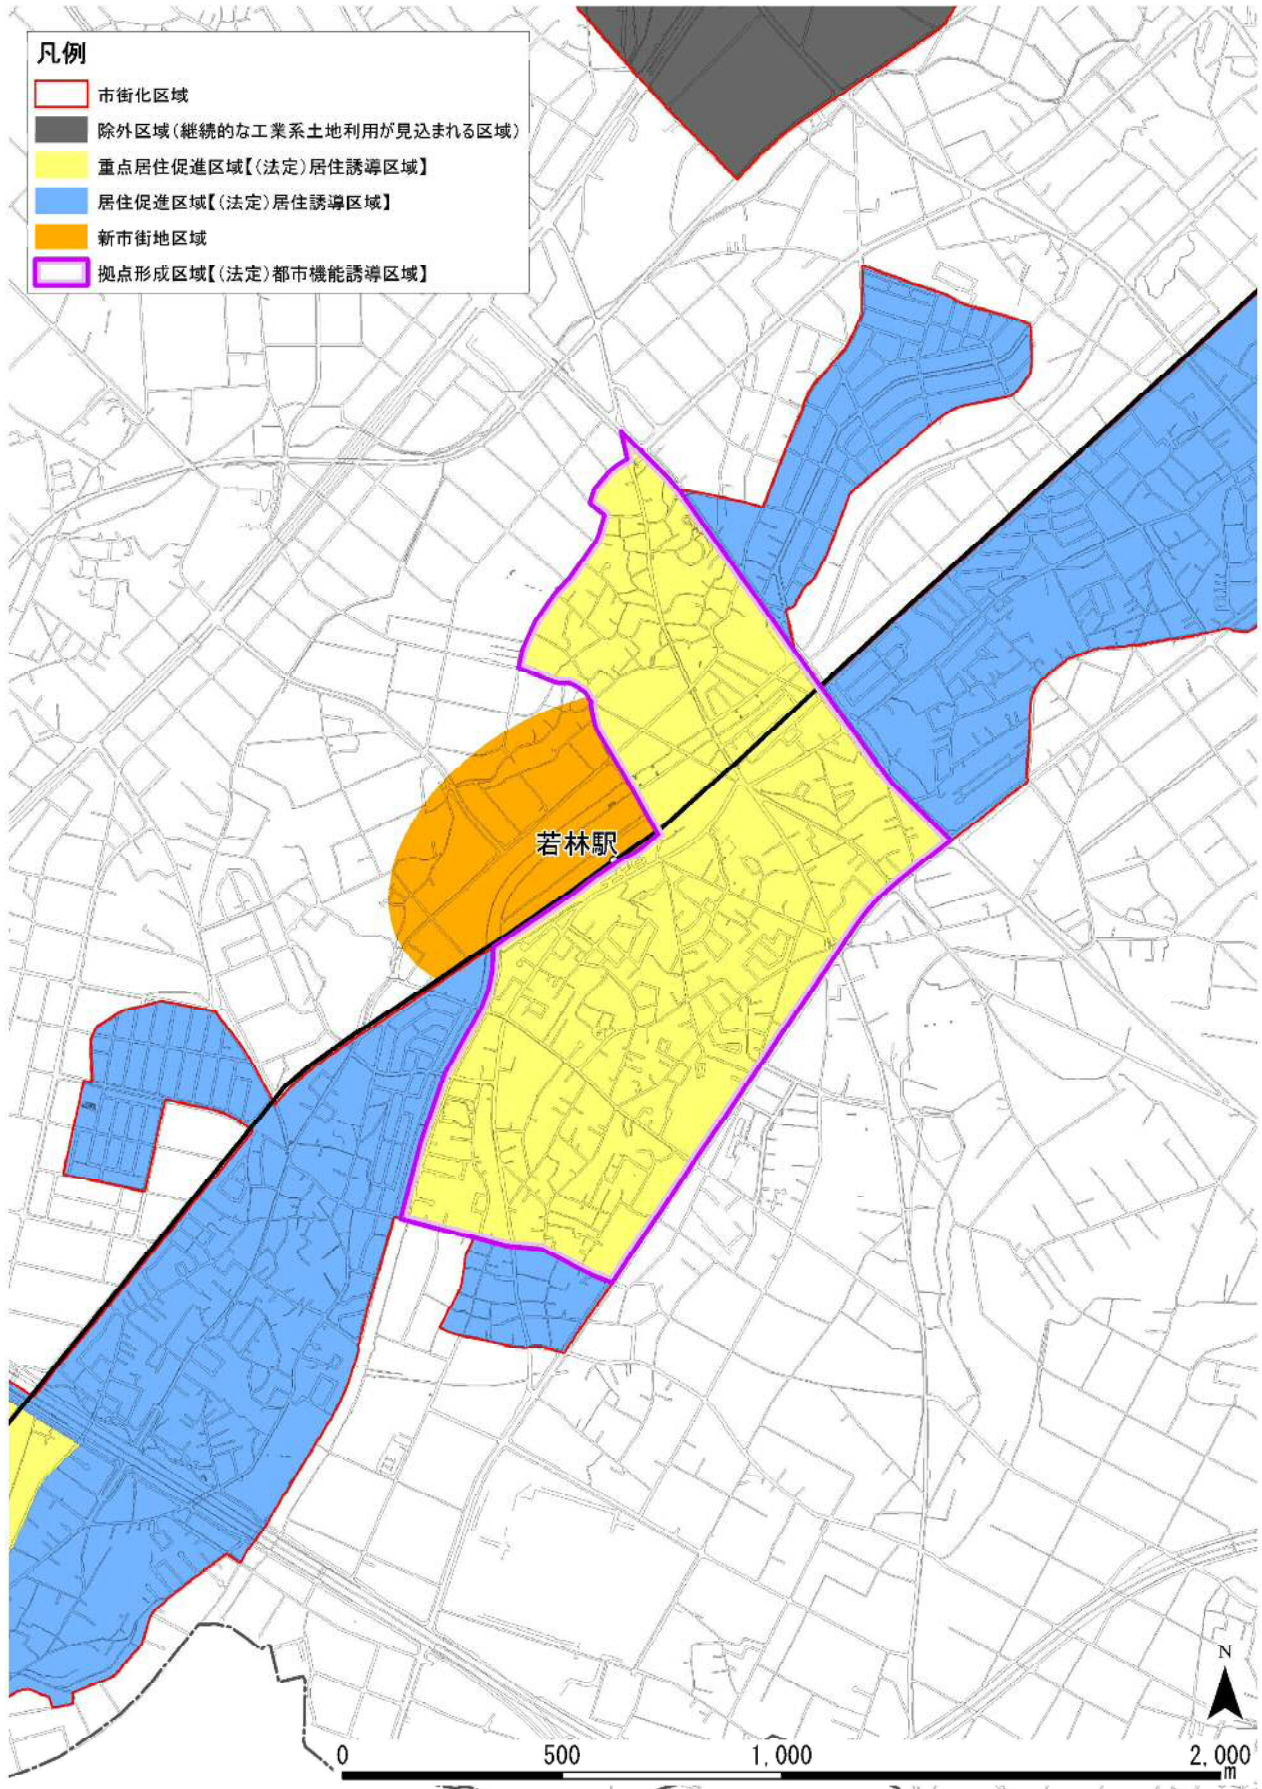 凡例
市街化区域
除外区域(継続的な工業系土地利用が見込まれる区域)
重点居住促進区域【(法定)居住誘導区域】
居住促進区域【(法定)居住誘導区域】
新市街地区域
拠点形成区域【(法定)都市機能誘導区域】
若林駅
N
0 500 1,000 2,000
m